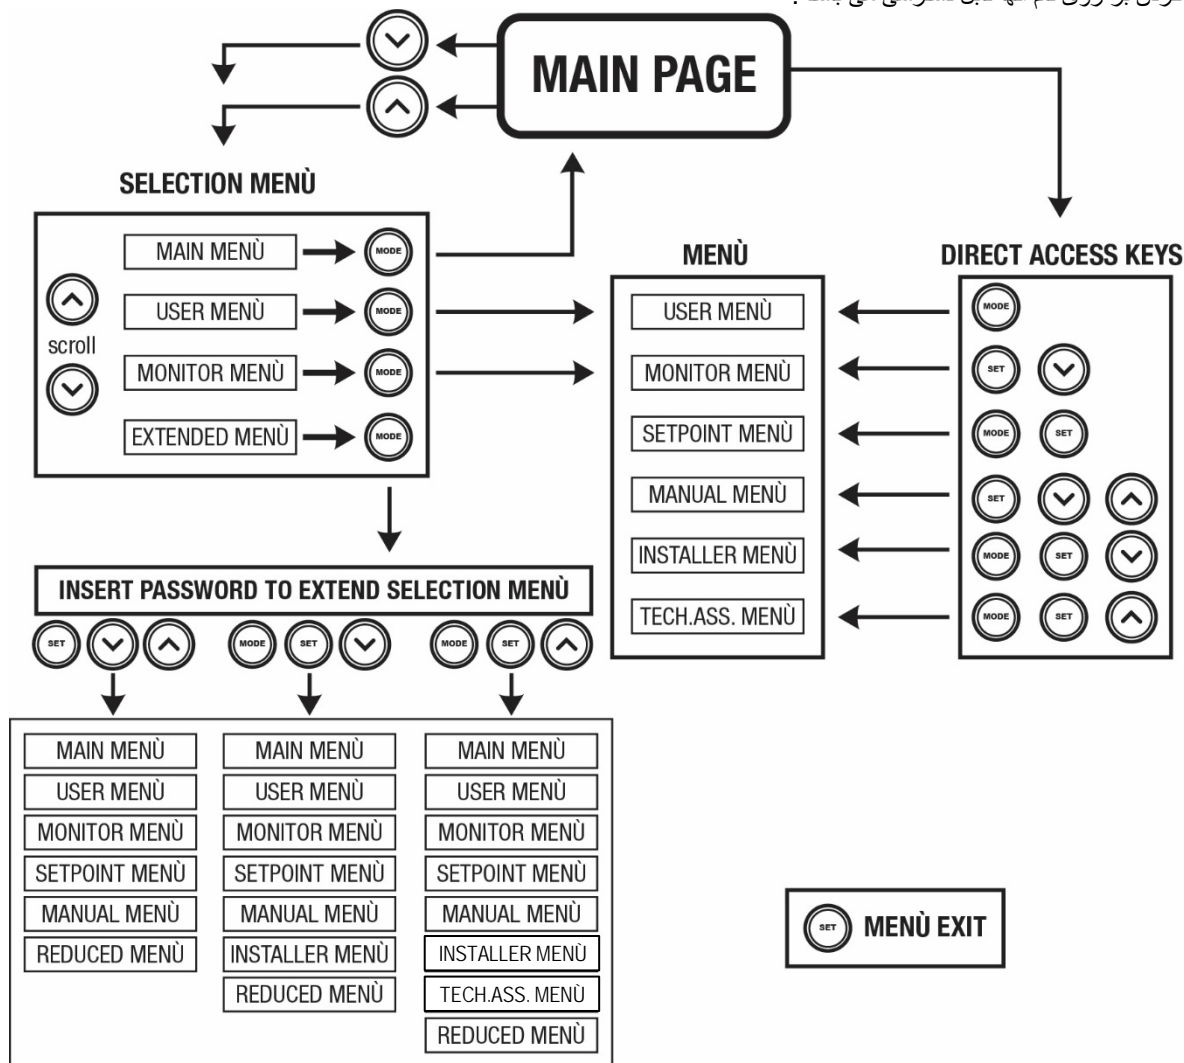 MAIN PAGE
SELECTION MENÙ
MAIN MENÙ MODE
USER MENÙ MODE
scroll
MONITOR MENÙ MODE
EXTENDED MENÙ MODE
MENÙ
USER MENÙ
MONITOR MENÙ
SETPOINT MENÙ
MANUAL MENÙ
INSTALLER MENÙ
TECH.ASS. MENÙ
DIRECT ACCESS KEYS
MODE
SET
MODE SET
SET
MODE SET
MODE SET
INSERT PASSWORD TO EXTEND SELECTION MENÙ
SET MODE SET MODE SET
MAIN MENÙ
USER MENÙ
MONITOR MENÙ
SETPOINT MENÙ
MANUAL MENÙ
REDUCED MENÙ
MAIN MENÙ
USER MENÙ
MONITOR MENÙ
SETPOINT MENÙ
MANUAL MENÙ
INSTALLER MENÙ
REDUCED MENÙ
MAIN MENÙ
USER MENÙ
MONITOR MENÙ
SETPOINT MENÙ
MANUAL MENÙ
INSTALLER MENÙ
TECH.ASS. MENÙ
REDUCED MENÙ
SET MENÙ EXIT